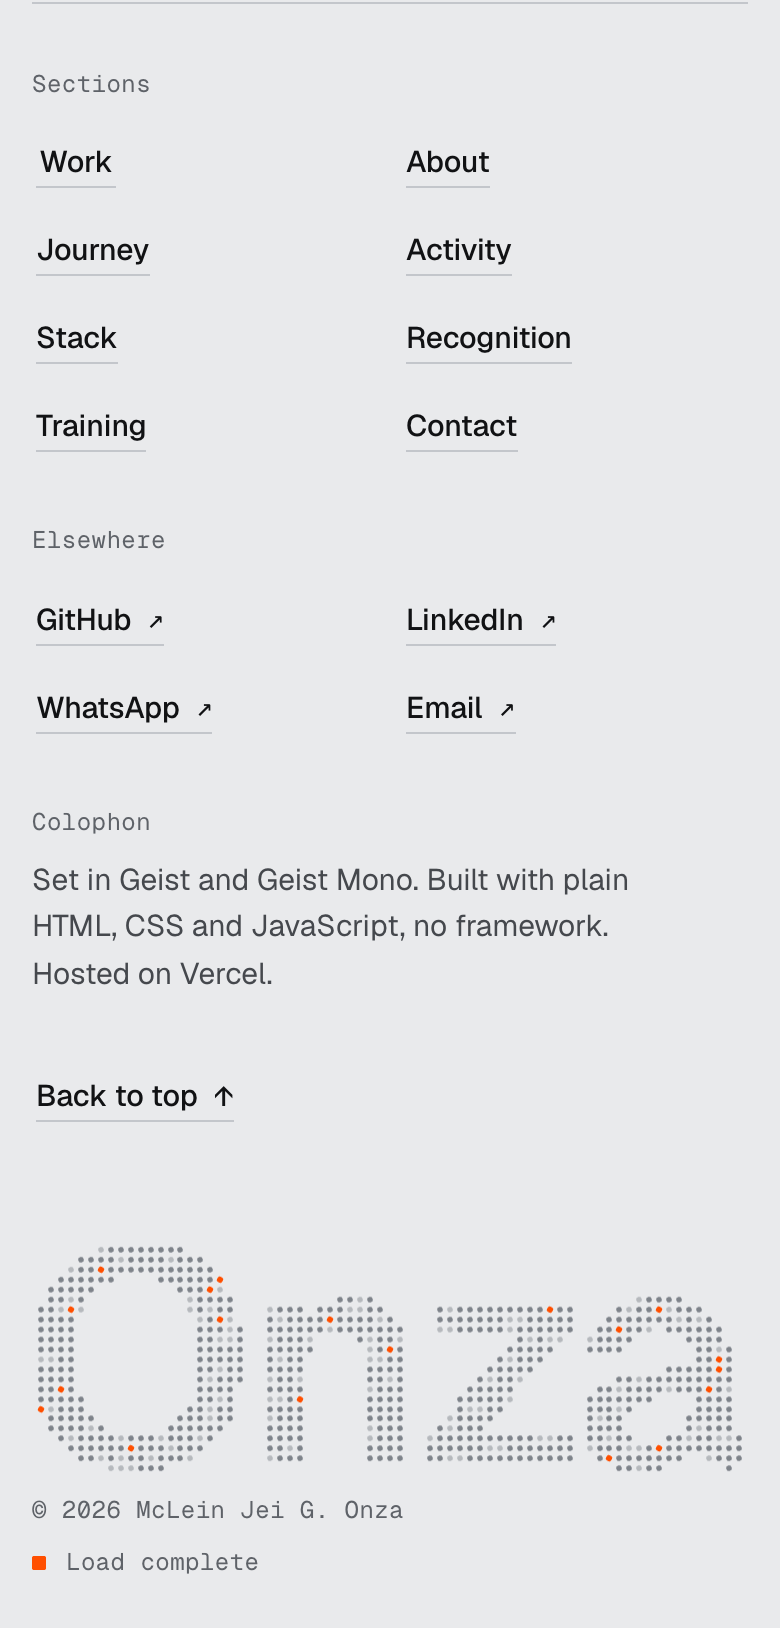 Sections
Work
About
Journey
Activity
Stack
Recognition
Training
Contact
Elsewhere
GitHub ↗
LinkedIn ↗
WhatsApp ↗
Email ↗
Colophon
Set in Geist and Geist Mono. Built with plain
HTML, CSS and JavaScript, no framework.
Hosted on Vercel.
Back to top ↑
Onza
© 2026 McLein Jei G. Onza
Load complete